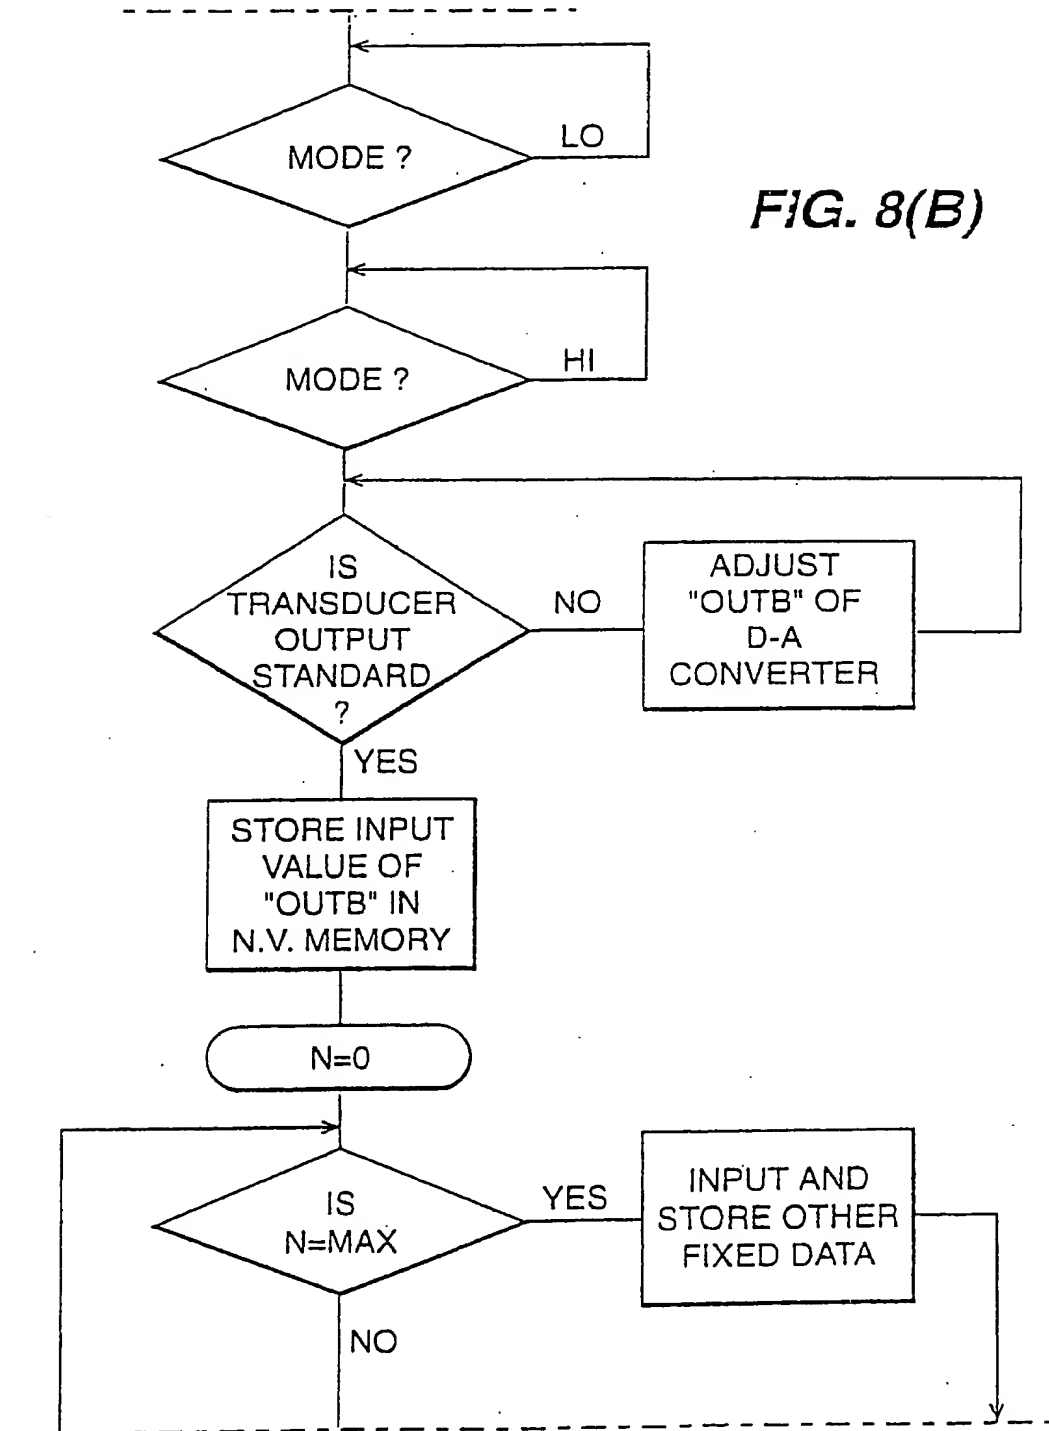 MODE ?
LO
FIG. 8(B)
MODE ?
HI
IS
TRANSDUCER
OUTPUT
STANDARD
?
NO
ADJUST
"OUTB" OF
D-A
CONVERTER
YES
STORE INPUT
VALUE OF
"OUTB" IN
N.V. MEMORY
N=0
IS
N=MAX
YES
INPUT AND
STORE OTHER
FIXED DATA
NO